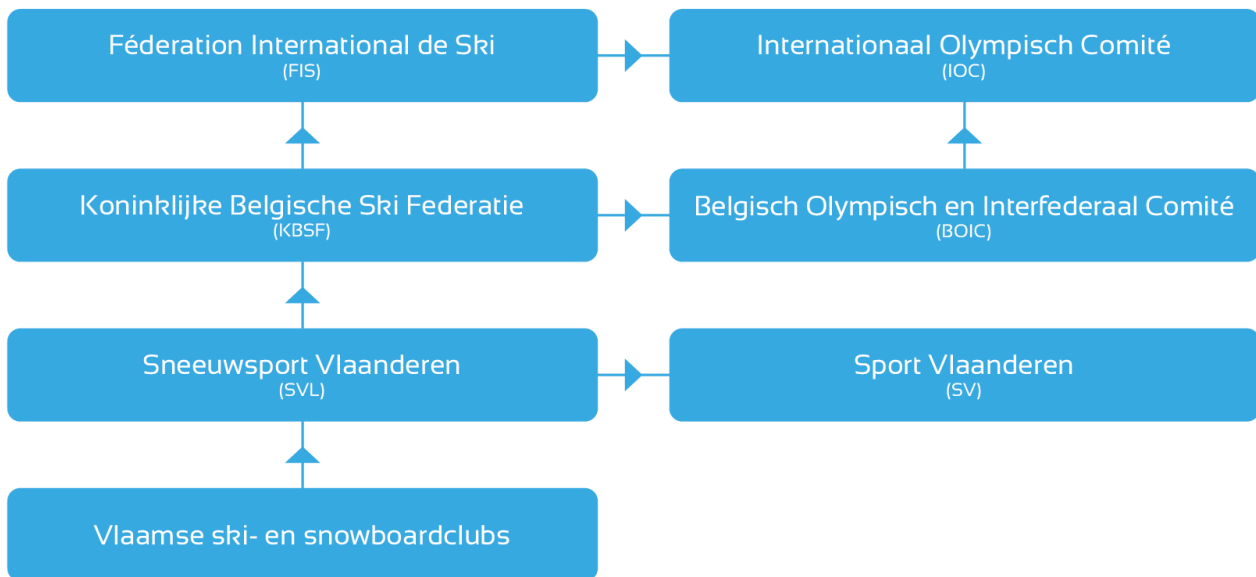 Féderation International de Ski
(FIS)
Internationaal Olympisch Comité
(IOC)
Koninklijke Belgische Ski Federatie
(KBSF)
Belgisch Olympisch en Interfederaal Comité
(BOIC)
Sneeuwsport Vlaanderen
(SVL)
Sport Vlaanderen
(SV)
Vlaamse ski- en snowboardclubs